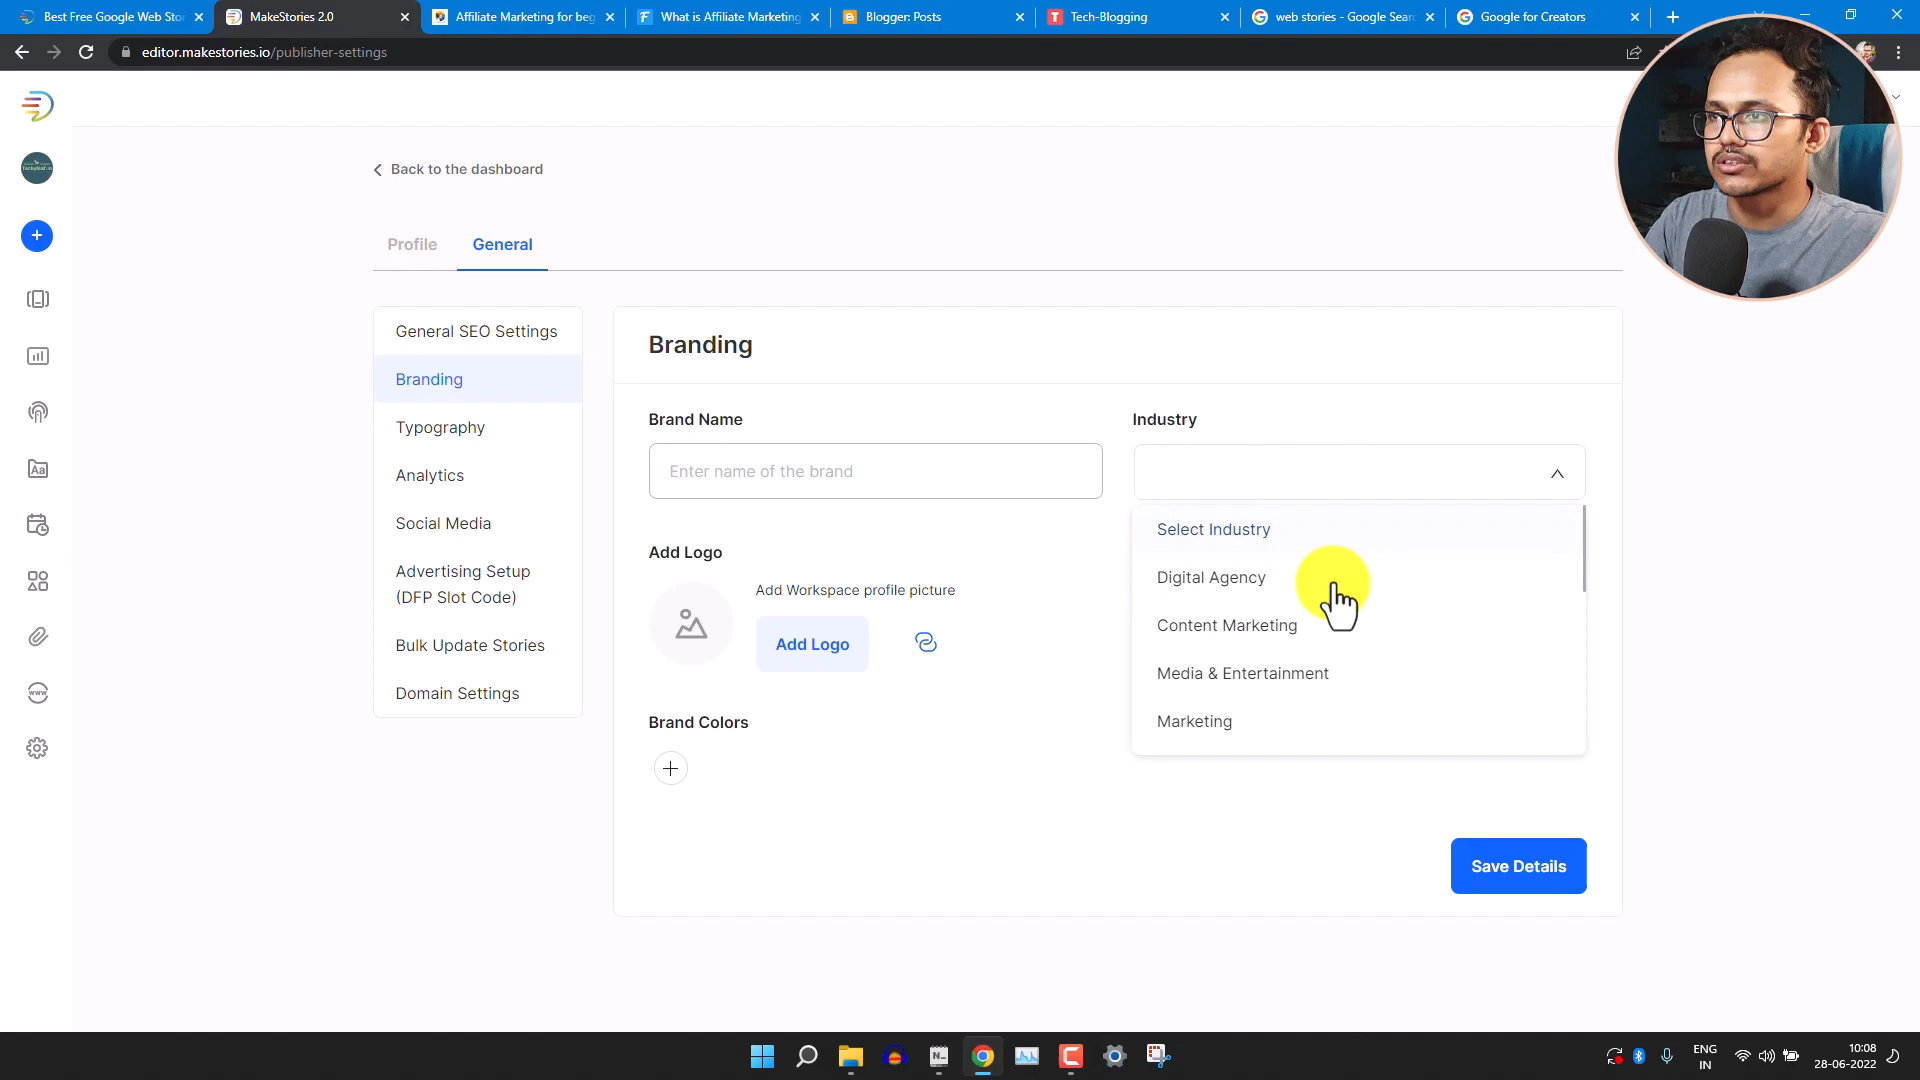 Best Free Google Web Stor
MakeStories 2.0
Affiliate Marketing for beg
What is Affiliate Marketing
Blogger: Posts
Tech-Blogging
web stories - Google Searc
Google for Creators
editor.makestories.io/publisher-settings
Back to the dashboard
Profile
General
General SEO Settings
Branding
Typography
Analytics
Social Media
Advertising Setup
(DFP Slot Code)
Bulk Update Stories
Domain Settings
Branding
Brand Name
Enter name of the brand
Industry
Select Industry
Digital Agency
Content Marketing
Media & Entertainment
Marketing
Add Logo
Add Workspace profile picture
Add Logo
Brand Colors
Save Details
ENG
IN
10:08
28-06-2022